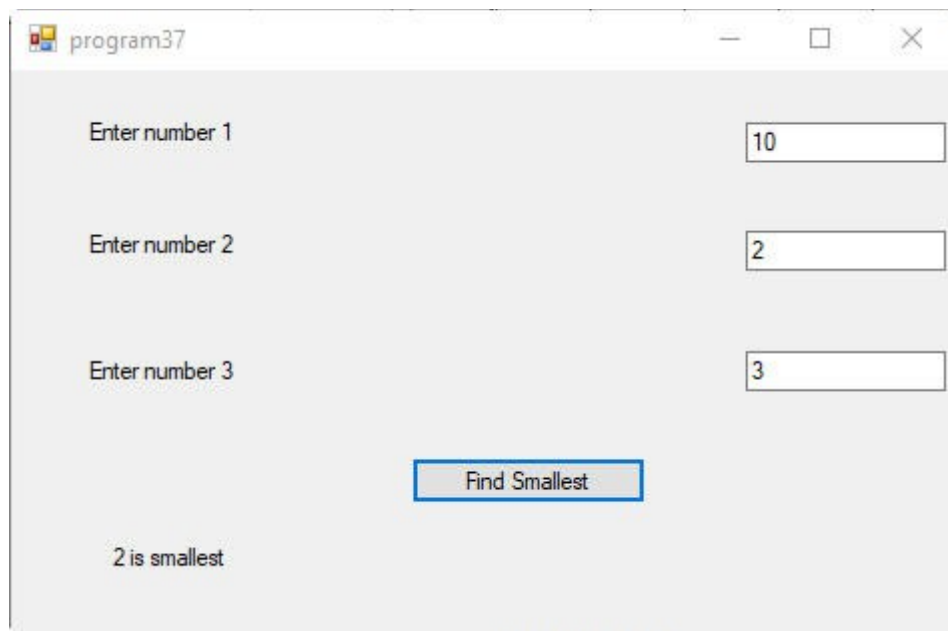 program37
Enter number 1
10
Enter number 2
2
Enter number 3
3
Find Smallest
2 is smallest